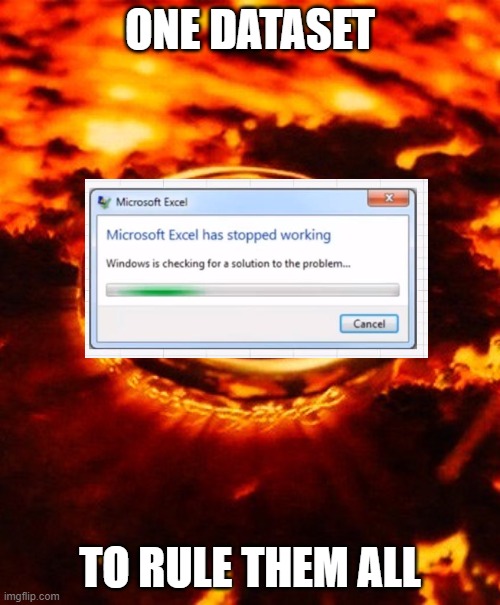 ONE DATASET
Microsoft Excel
Microsoft Excel has stopped working
Windows is checking for a solution to the problem...
Cancel
TO RULE THEM ALL
imgflip.com